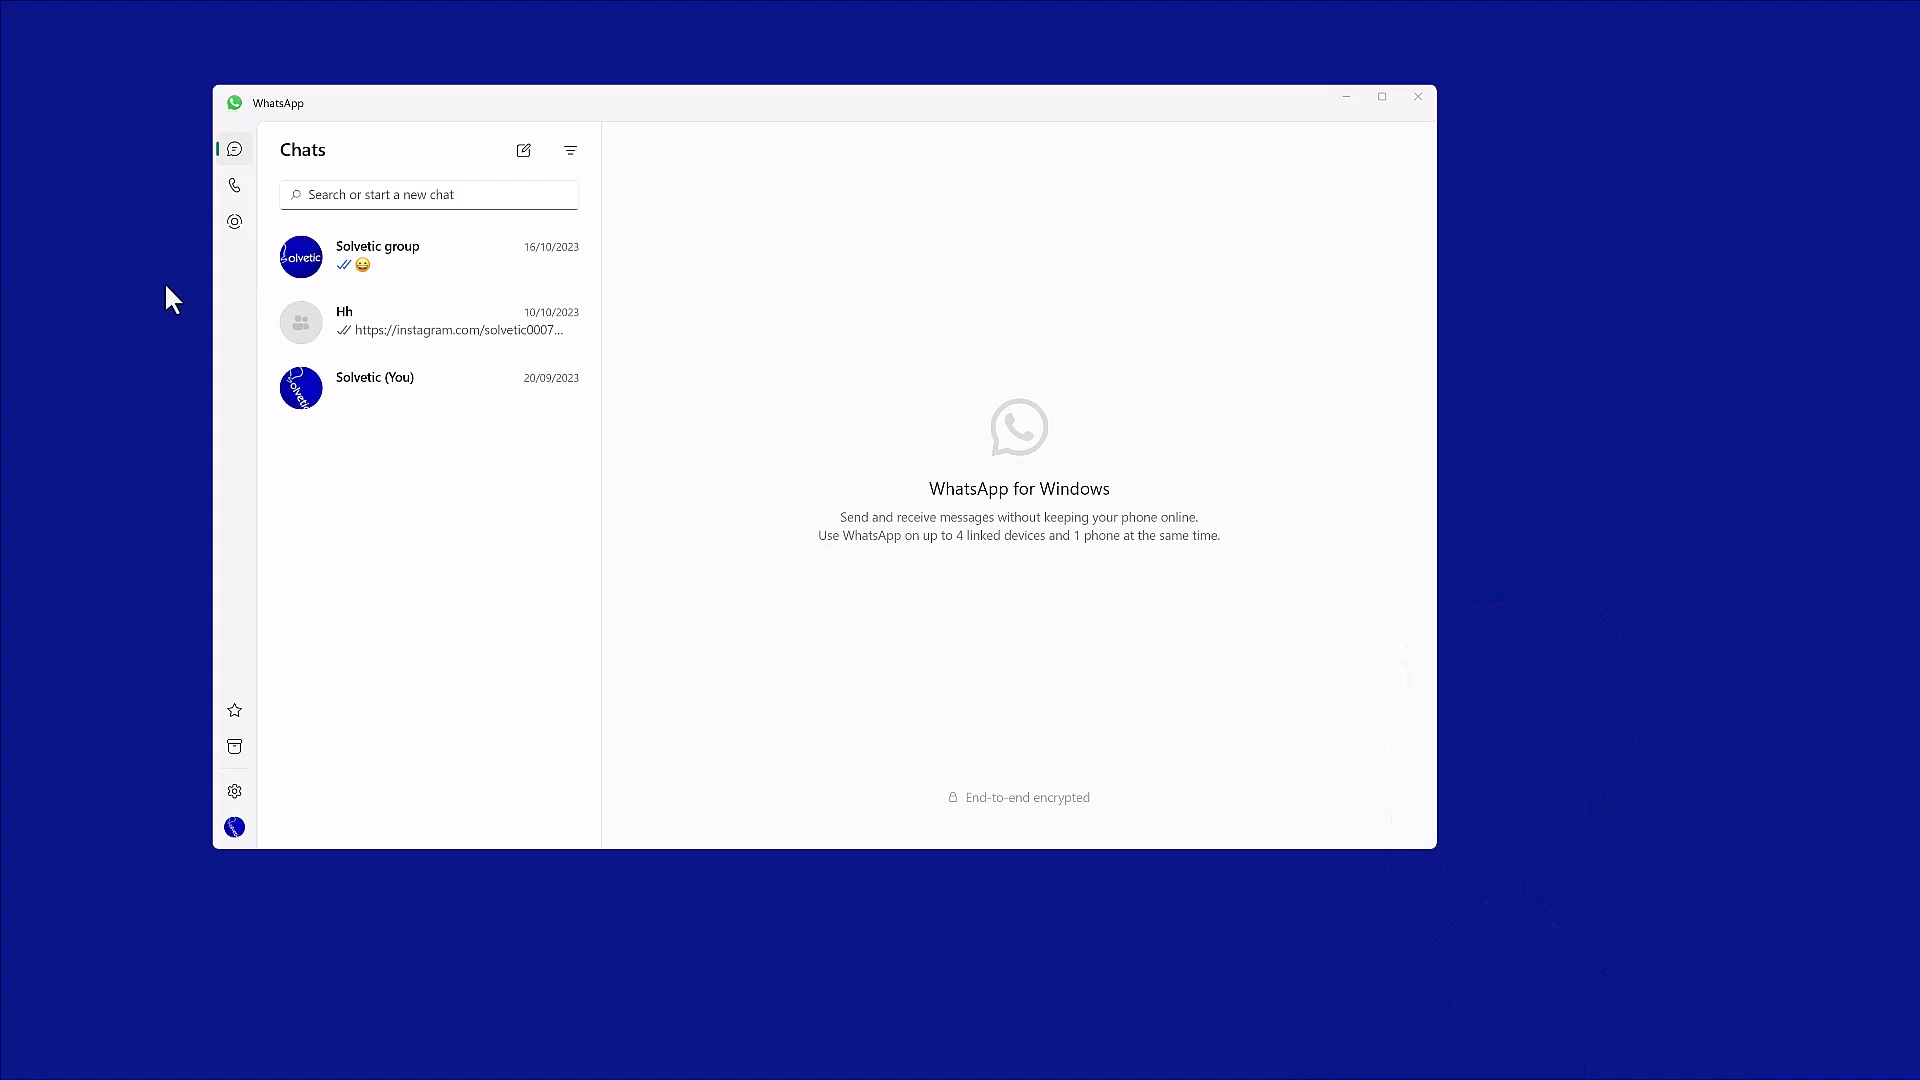 WhatsApp
Chats
Search or start a new chat
Solvetic group
16/10/2023
😂
Hh
10/10/2023
https://instagram.com/solvetic0007...
Solvetic (You)
20/09/2023
olvetic
WhatsApp for Windows
Send and receive messages without keeping your phone online.
Use WhatsApp on up to 4 linked devices and 1 phone at the same time.
End-to-end encrypted